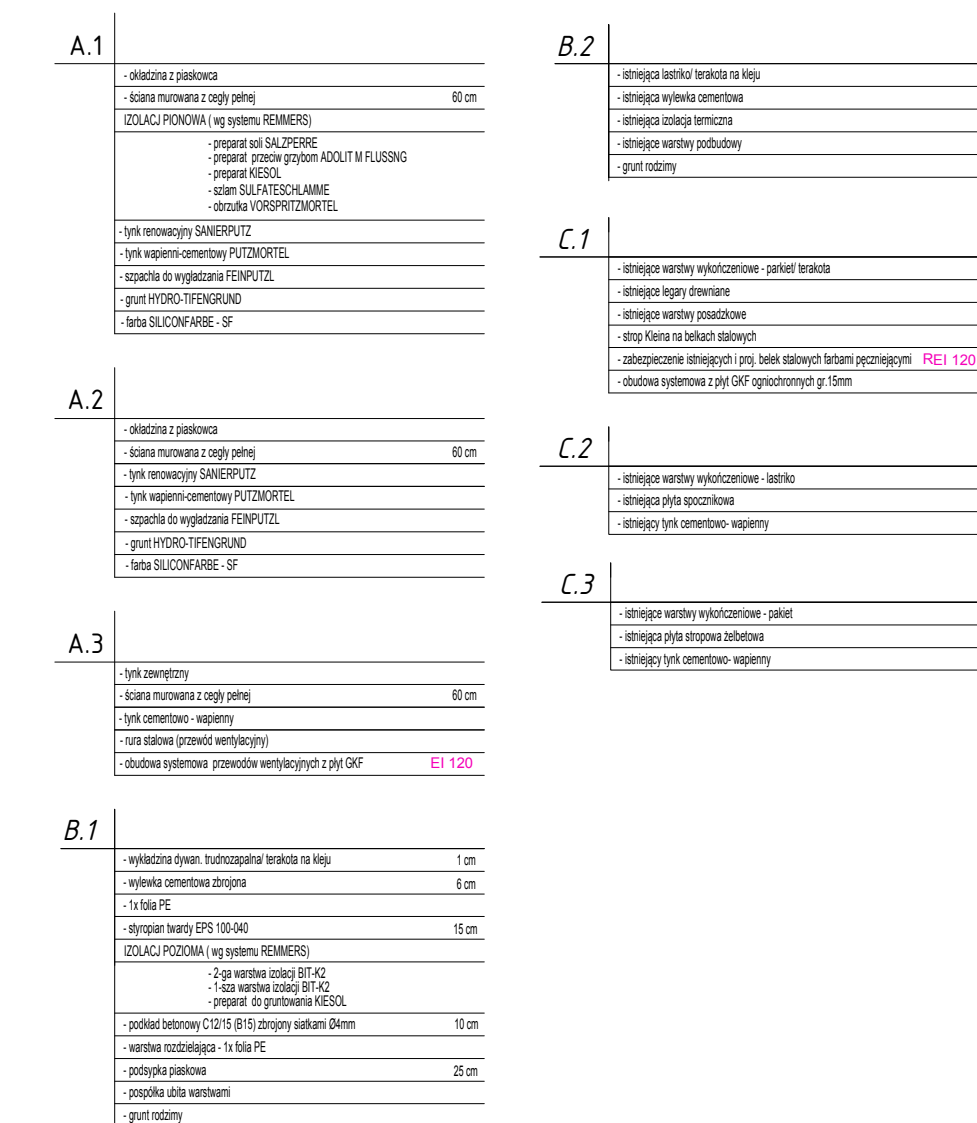 A.1
- okładzina z piaskowca
- ściana murowana z cegły pełnej 60 cm
IZOLACJ PIONOWA ( wg systemu REMMERS)
- preparat soli SALZPERRE
- preparat przeciw grzybom ADOLIT M FLUSSNG
- preparat KIESOL
- szlam SULFATESCHLAMME
- obrzutka VORSPRITZMORTEL
- tynk renowacyjny SANIERPUTZ
- tynk wapienni-cementowy PUTZMORTEL
- szpachla do wygładzania FEINPUTZL
- grunt HYDRO-TIFENGRUND
- farba SILICONFARBE - SF
A.2
- okładzina z piaskowca
- ściana murowana z cegły pełnej 60 cm
- tynk renowacyjny SANIERPUTZ
- tynk wapienni-cementowy PUTZMORTEL
- szpachla do wygładzania FEINPUTZL
- grunt HYDRO-TIFENGRUND
- farba SILICONFARBE - SF
A.3
- tynk zewnętrzny
- ściana murowana z cegły pełnej 60 cm
- tynk cementowo - wapienny
- rura stalowa (przewód wentylacyjny)
- obudowa systemowa przewodów wentylacyjnych z płyt GKF EI 120
B.1
- wykładzina dywan. trudnozapalna/ terakota na kleju 1 cm
- wylewka cementowa zbrojona 6 cm
- 1x folia PE
- styropian twardy EPS 100-040 15 cm
IZOLACJ POZIOMA ( wg systemu REMMERS)
- 2-ga warstwa izolacji BIT-K2
- 1-sza warstwa izolacji BIT-K2
- preparat do gruntowania KIESOL
- podkład betonowy C12/15 (B15) zbrojony siatkami Ø4mm 10 cm
- warstwa rozdzielająca - 1x folia PE
- podsypka piaskowa 25 cm
- pospółka ubita warstwami
- grunt rodzimy
B.2
- istniejąca lastriko/ terakota na kleju
- istniejąca wylewka cementowa
- istniejąca izolacja termiczna
- istniejące warstwy podbudowy
- grunt rodzimy
C.1
- istniejące warstwy wykończeniowe - parkiet/ terakota
- istniejące legary drewniane
- istniejące warstwy posadzkowe
- strop Kleina na belkach stalowych
- zabezpieczenie istniejących i proj. belek stalowych farbami pęczniejącymi REI 120
- obudowa systemowa z płyt GKF ogniochronnych gr.15mm
C.2
- istniejące warstwy wykończeniowe - lastriko
- istniejąca płyta spocznikowa
- istniejący tynk cementowo- wapienny
C.3
- istniejące warstwy wykończeniowe - pakiet
- istniejąca płyta stropowa żelbetowa
- istniejący tynk cementowo- wapienny